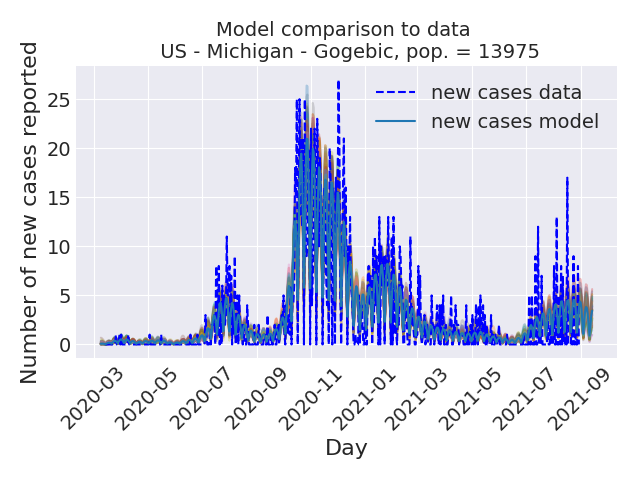 Model comparison to data
US - Michigan - Gogebic, pop. = 13975
Number of new cases reported
25
20
15
10
5
0
new cases data
new cases model
2020-03
2020-05
2020-07
2020-09
2020-11
2021-01
2021-03
2021-05
2021-07
2021-09
Day